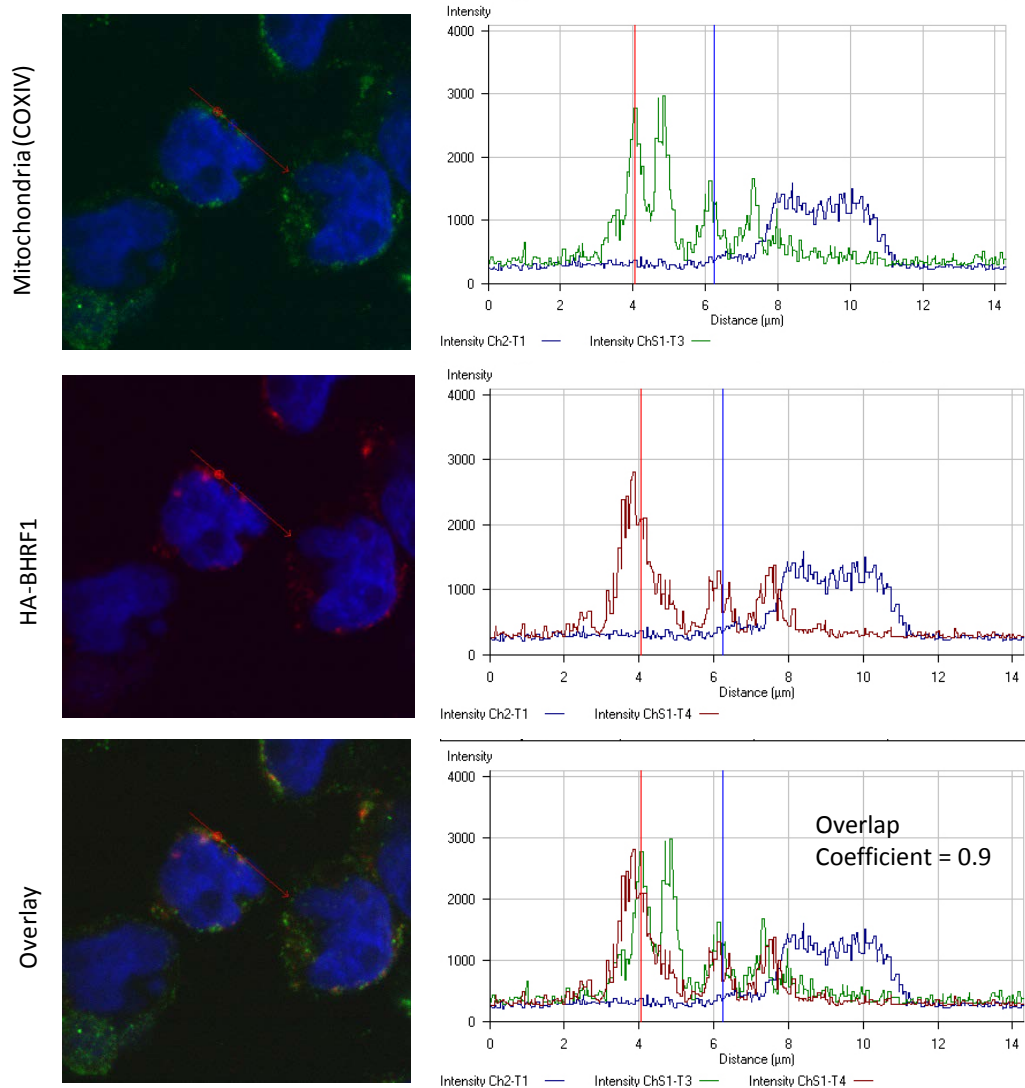 Mitochondria (COXIV)
Intensity
4000
3000
2000
1000
0
0 2 4 6 8 10 12 14
Distance (µm)
Intensity Ch2-T1 Intensity ChS1-T3
HA-BHRF1
Intensity
4000
3000
2000
1000
0
0 2 4 6 8 10 12 14
Distance (µm)
Intensity Ch2-T1 Intensity ChS1-T4
Overlay
Intensity
4000
3000
2000
1000
0
Overlap
Coefficient = 0.9
0 2 4 6 8 10 12 14
Distance (µm)
Intensity Ch2-T1 Intensity ChS1-T3 Intensity ChS1-T4